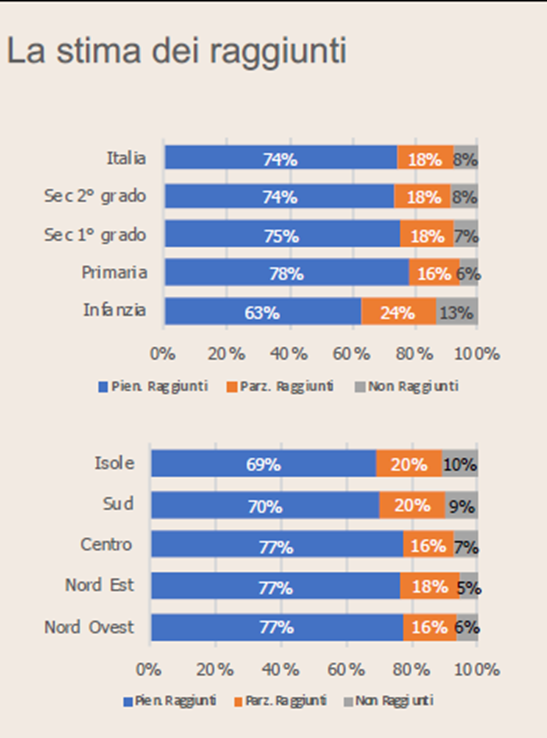 La stima dei raggiunti
Italia 74% 18% 8%
Sec 2° grado 74% 18% 8%
Sec 1° grado 75% 18% 7%
Primaria 78% 16% 6%
Infanzia 63% 24% 13%
0% 20% 40% 60% 80% 100%
Pien. Raggiunti Parz. Raggiunti Non Raggiunti
Isole 69% 20% 10%
Sud 70% 20% 9%
Centro 77% 16% 7%
Nord Est 77% 18% 5%
Nord Ovest 77% 16% 6%
0% 20% 40% 60% 80% 100%
Pien. Raggiunti Parz. Raggiunti Non Raggiunti